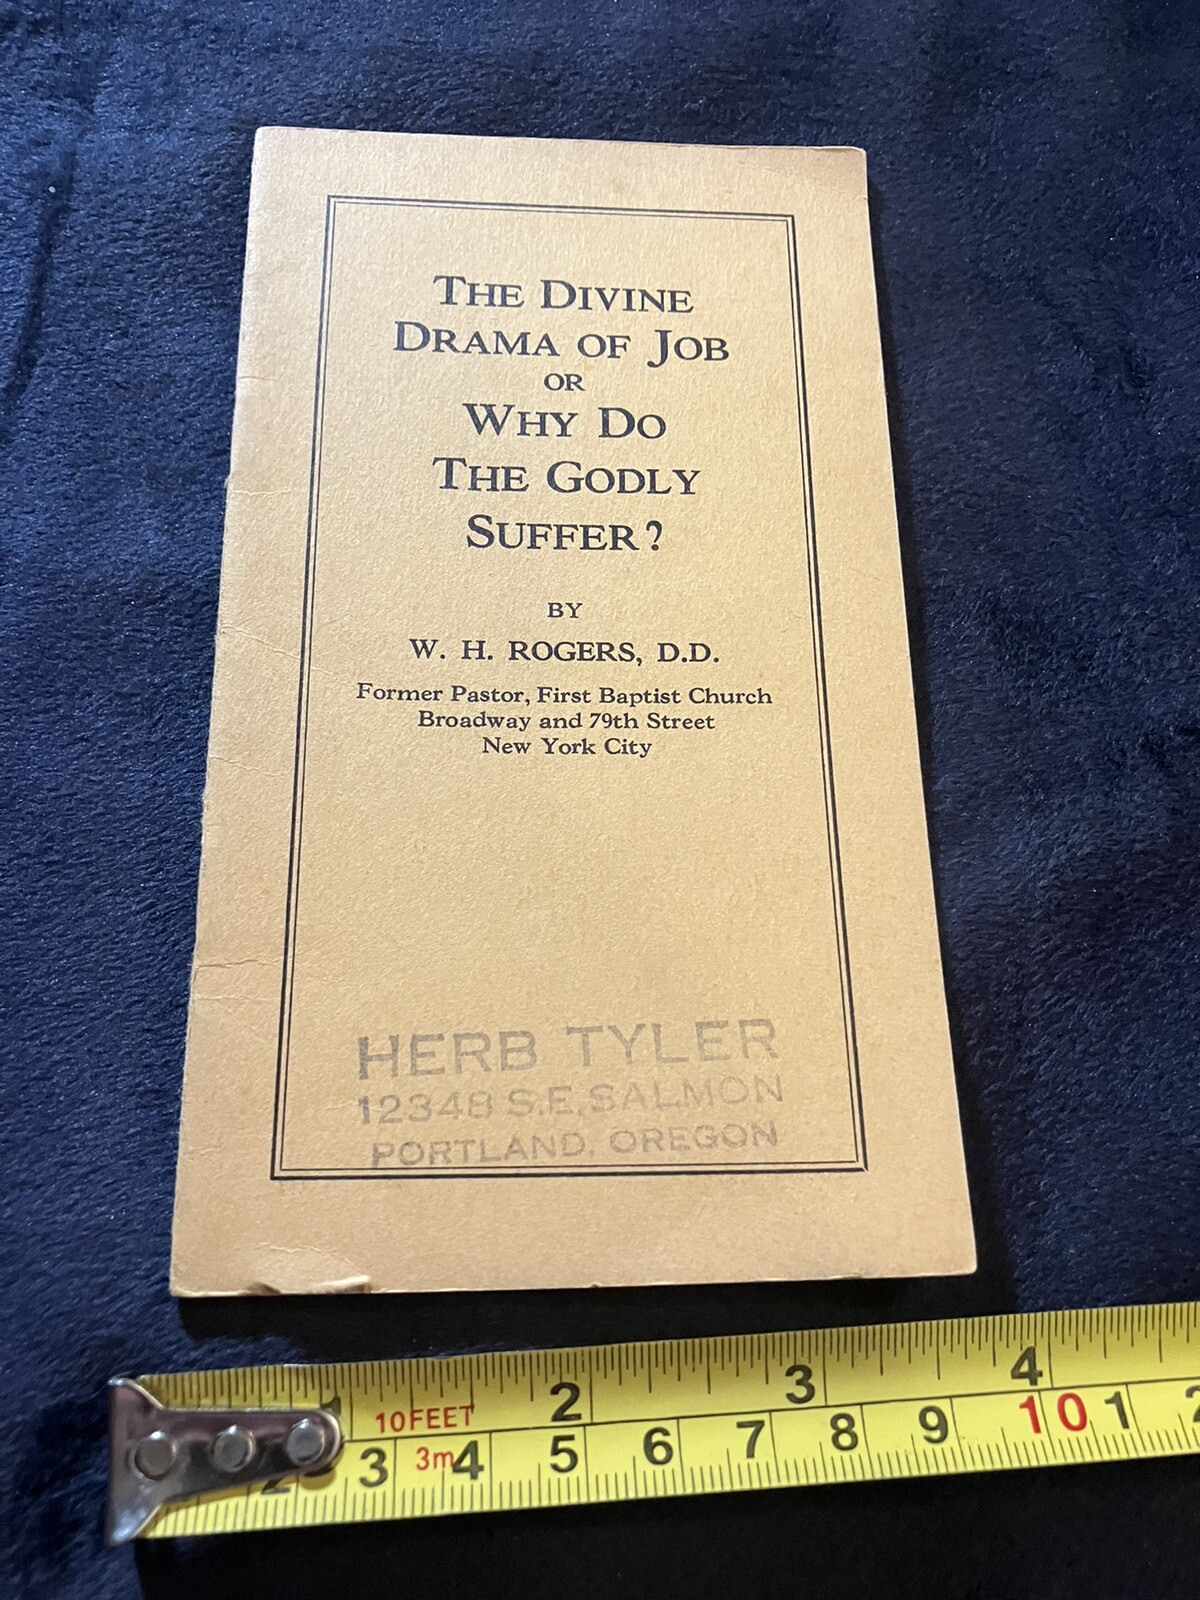 THE DIVINE
DRAMA OF JOB
OR
WHY DO
THE GODLY
SUFFER?
BY
W. H. ROGERS, D.D.
Former Pastor, First Baptist Church
Broadway and 79th Street
New York City
HERB TYLER
12348 S.E. SALMON
PORTLAND, OREGON
1 10FEET 2 3 4
2 3 3m 4 5 6 7 8 9 10 1